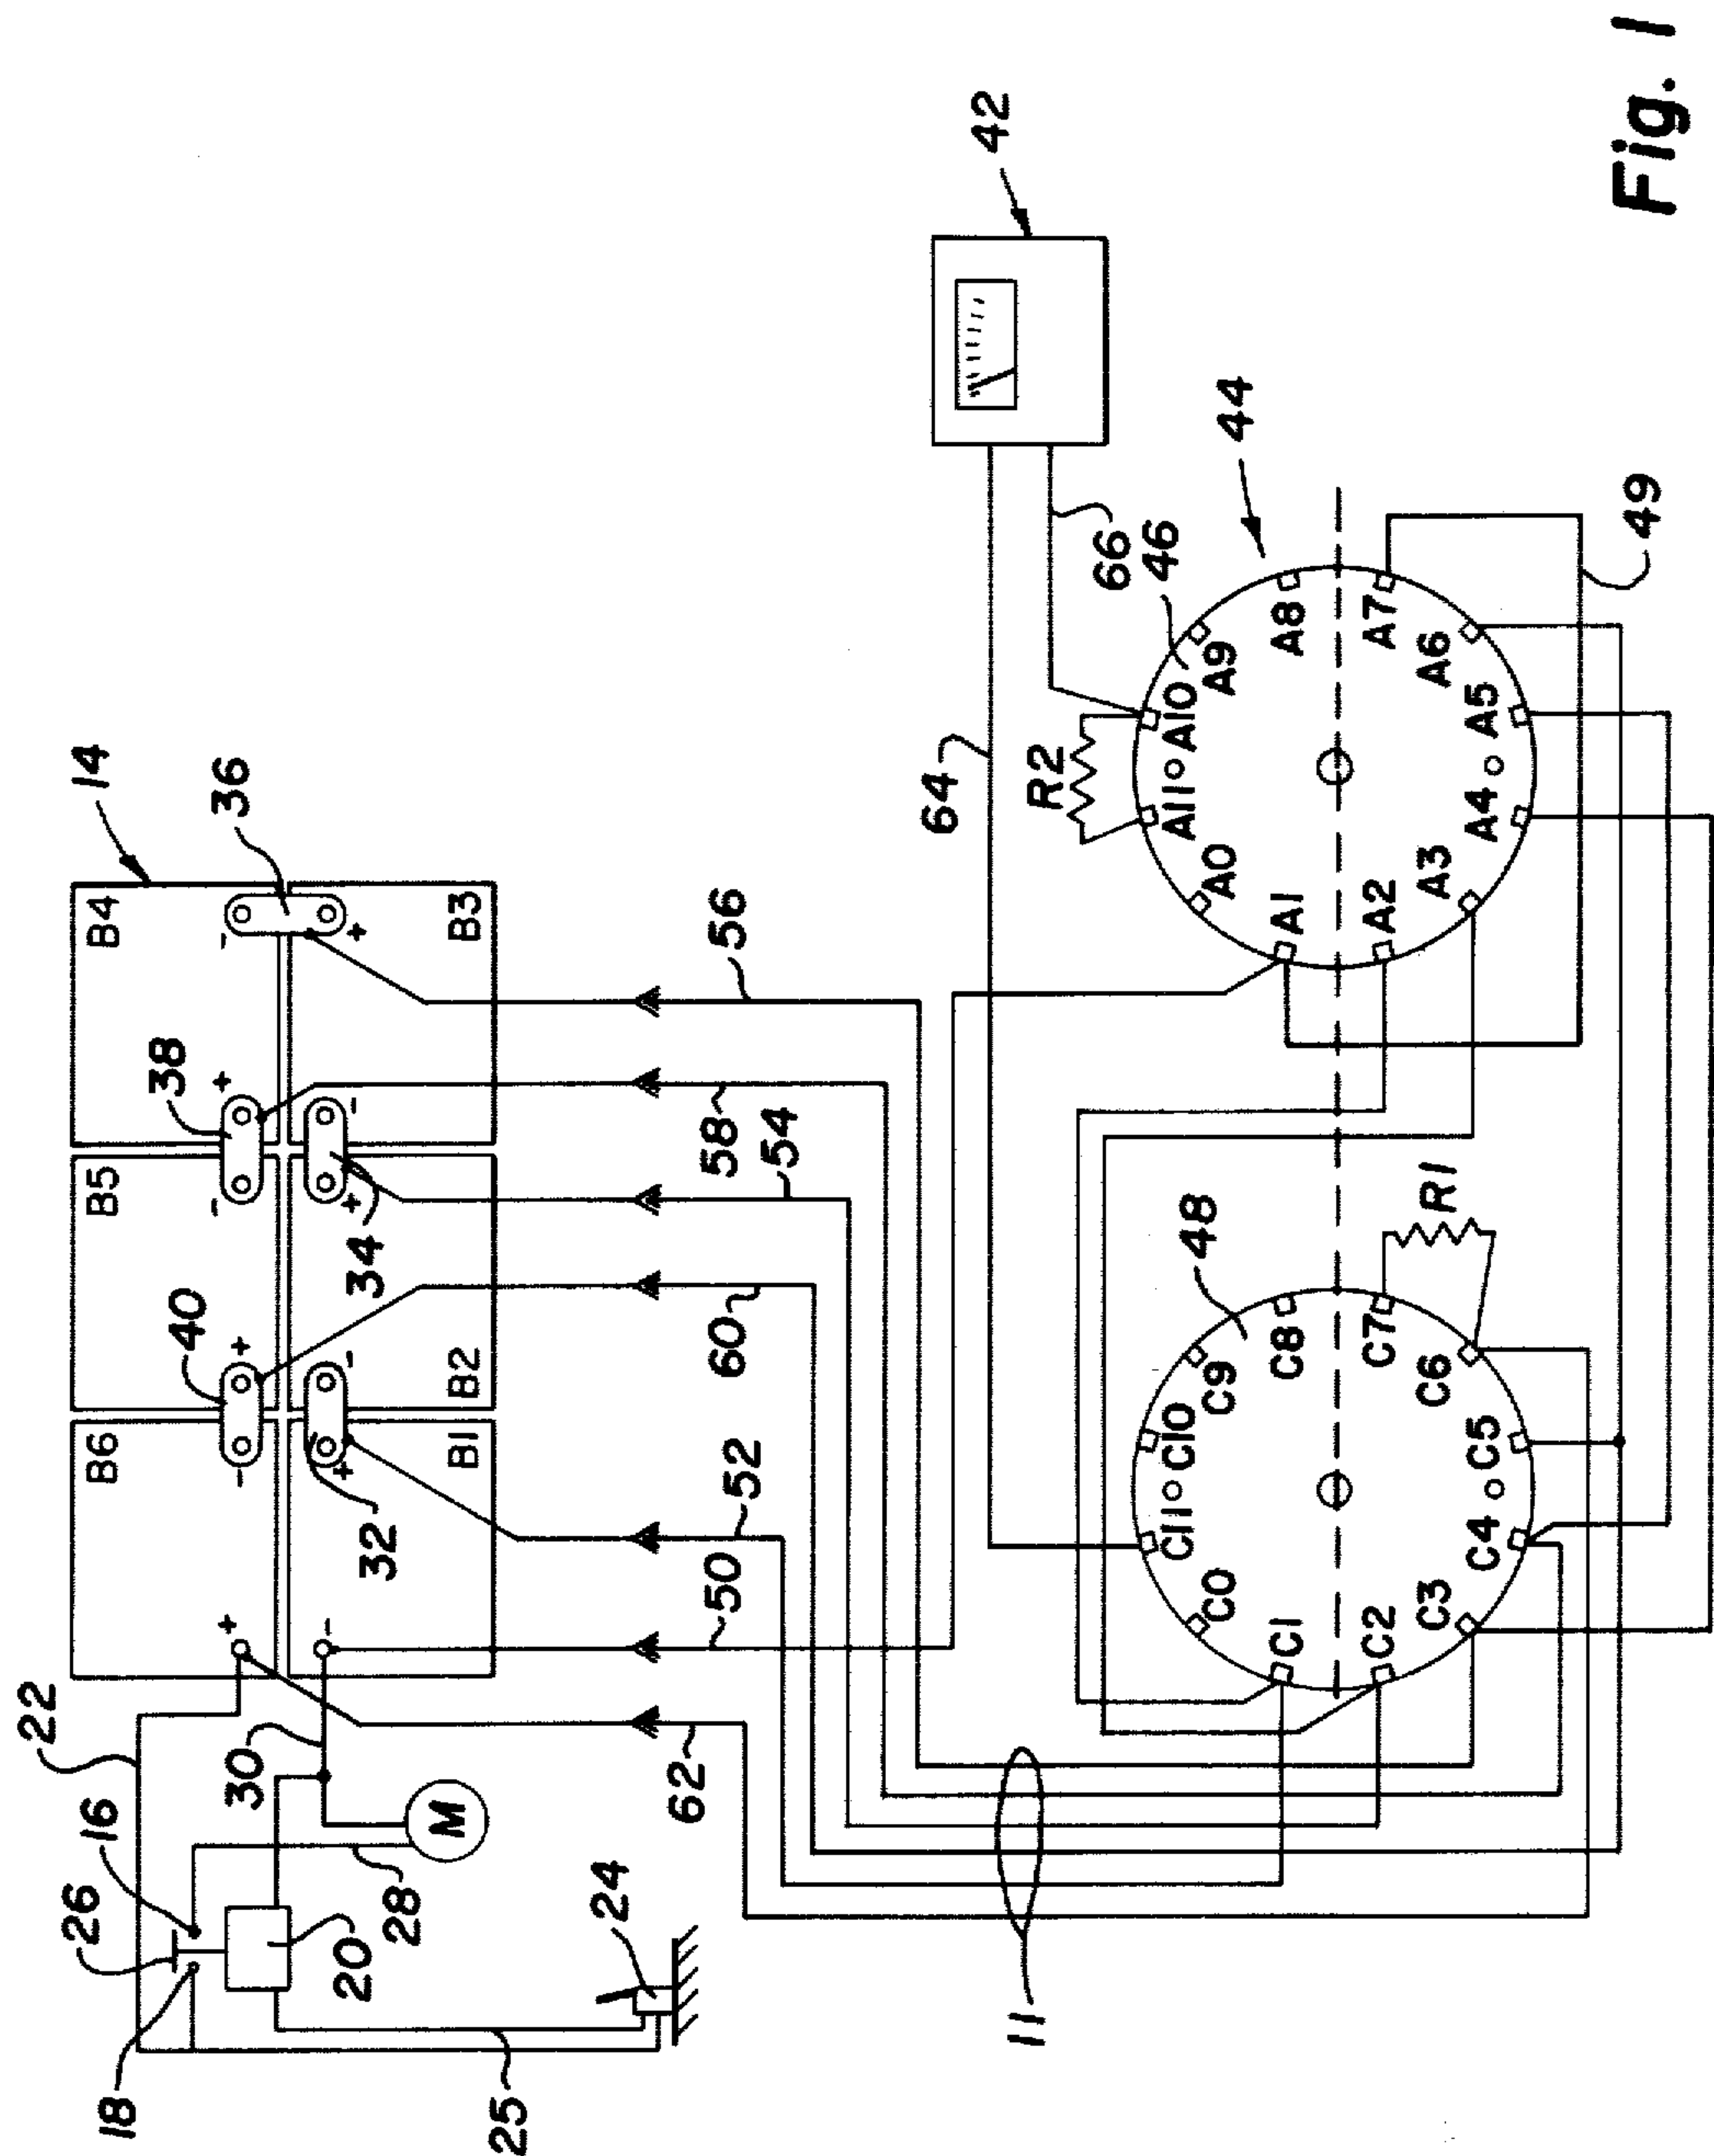 22
26
16
18
20
28
30
M
24
25
62
11
14
B6
B5
B4
B1
B2
B3
+
-
-
+
-
+
-
+
-
+
-
+
40
38
36
32
34
50
52
60
54
58
56
42
64
66
46
44
48
49
R2
R1
C11
C10
C9
C8
C7
C6
C5
C4
C3
C2
C1
C0
A11
A10
A9
A8
A7
A6
A5
A4
A3
A2
A1
A0
Fig. 1